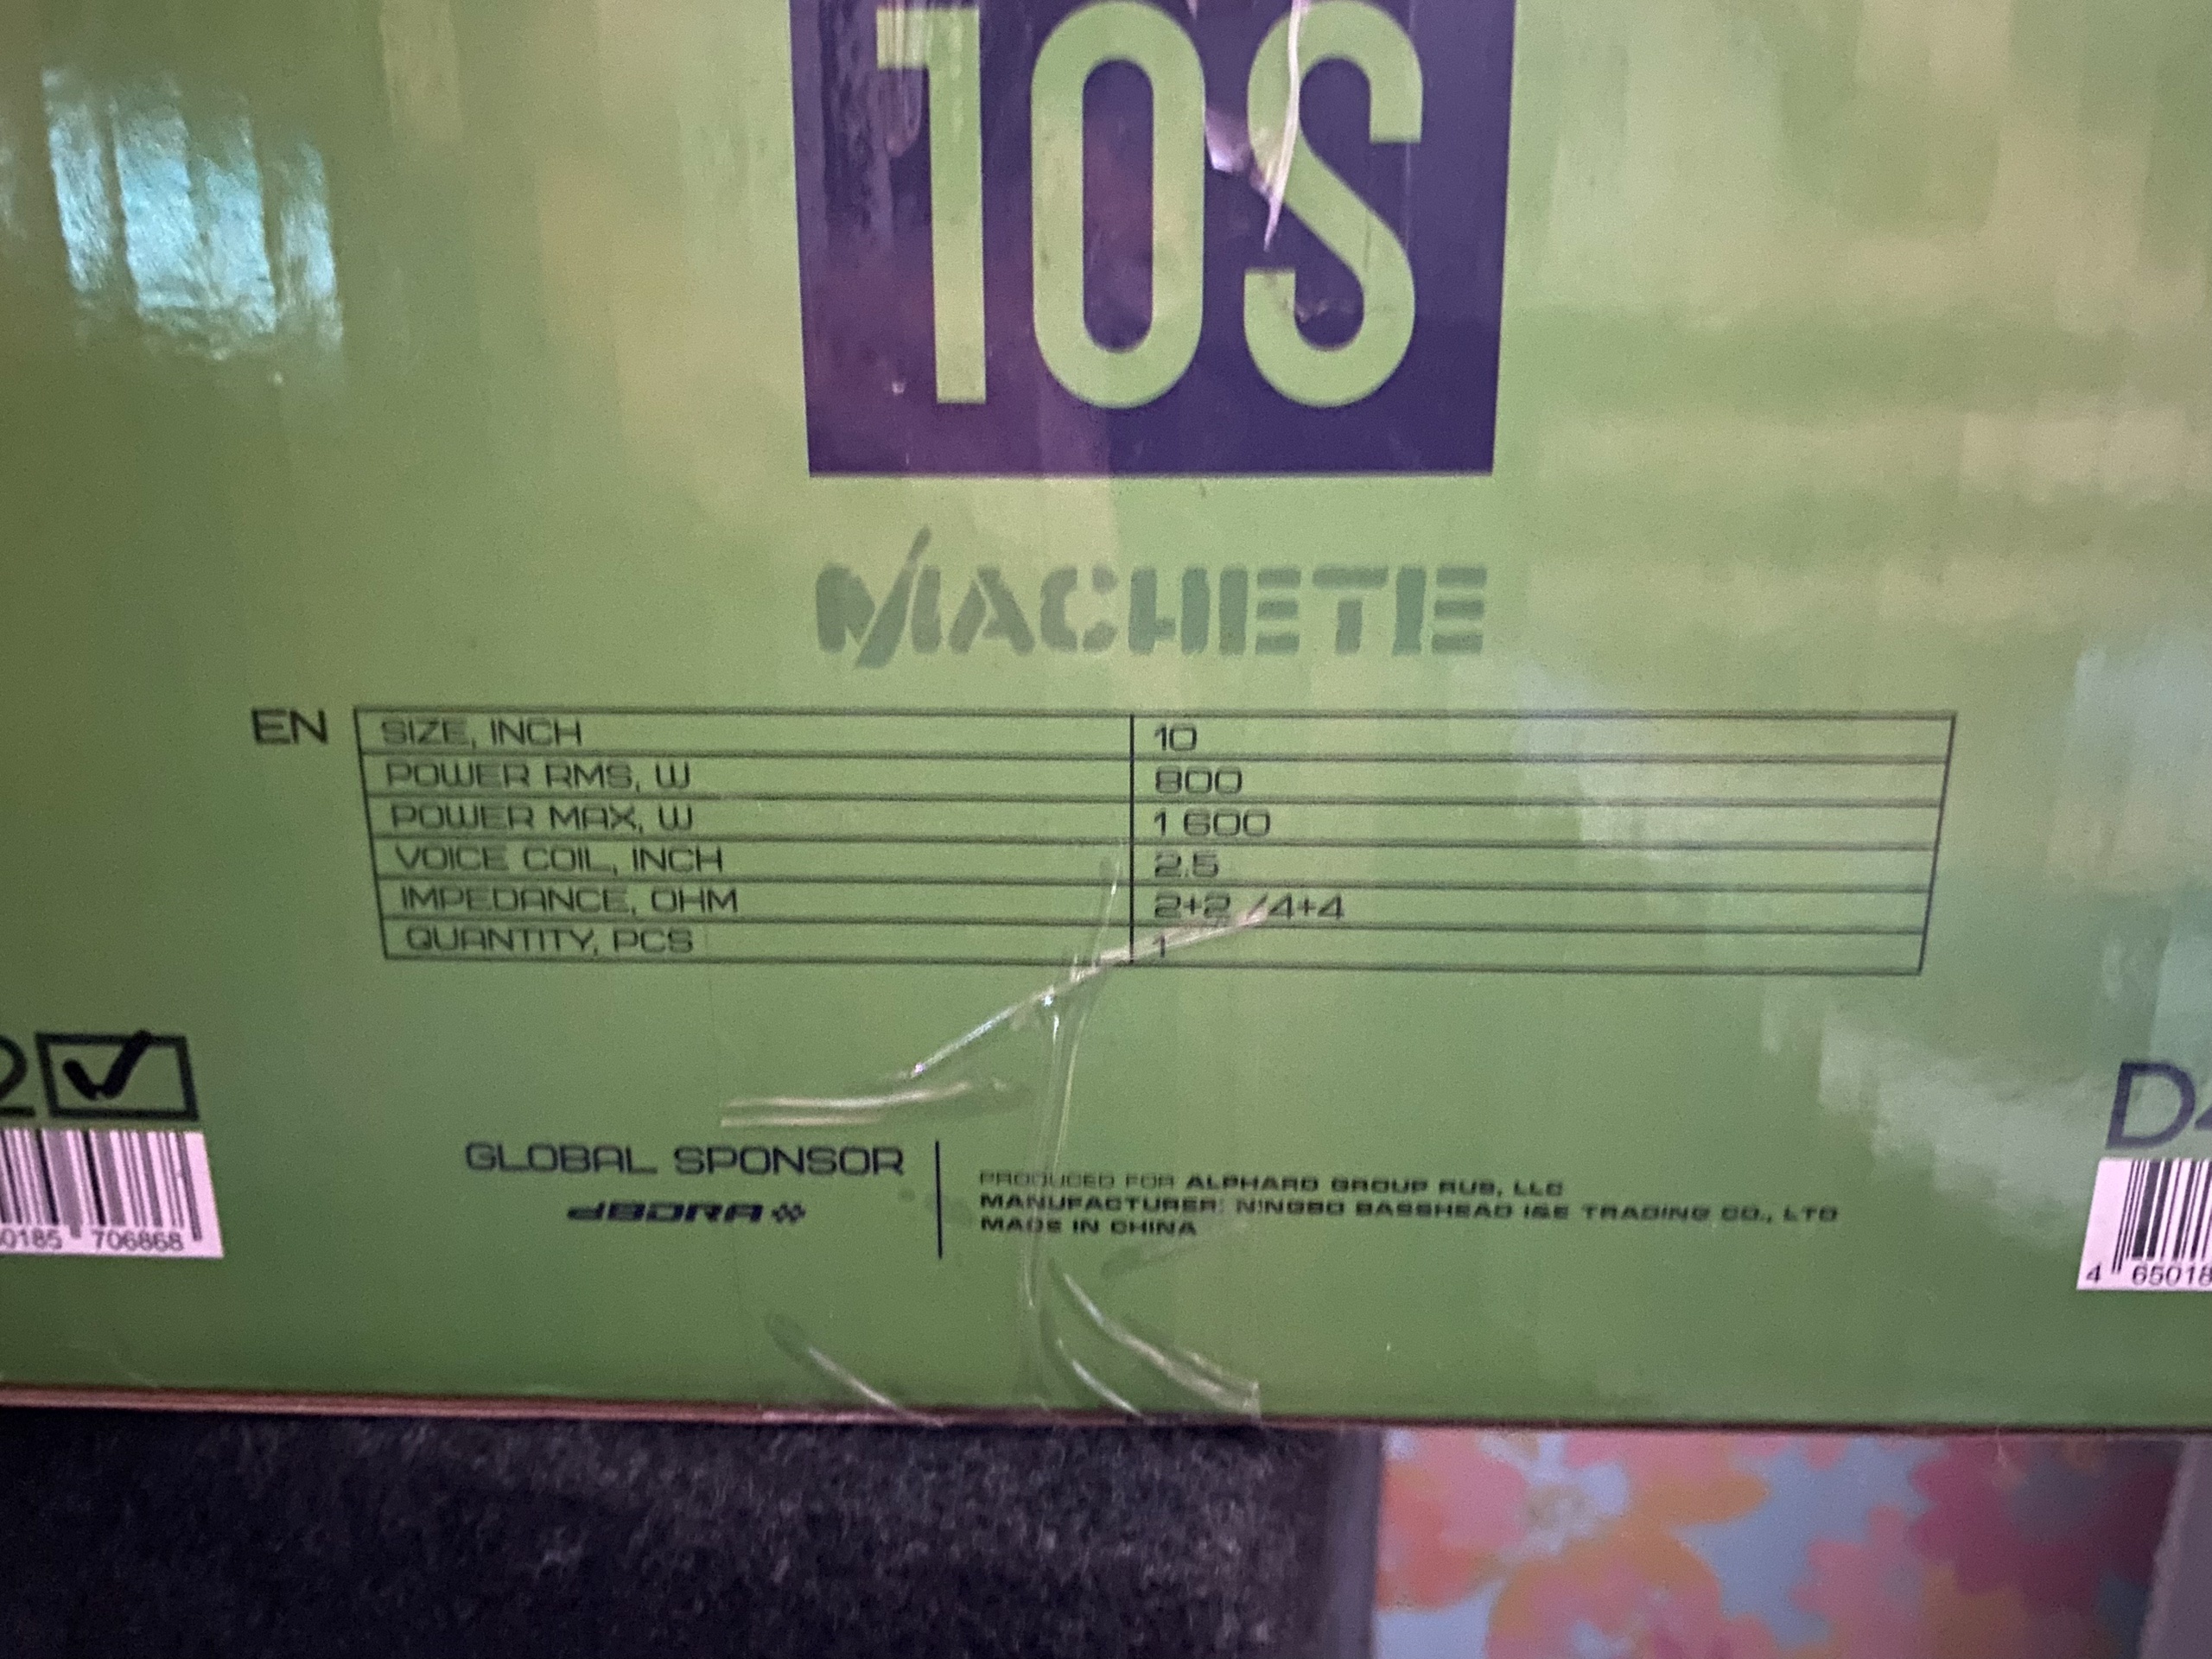 10S
MACHETE
EN
SIZE, INCH 10
POWER RMS, W 800
POWER MAX, W 1 600
VOICE COIL, INCH 2.5
IMPEDANCE, OHM 2+2 /4+4
QUANTITY, PCS 1
2
0185 706868
D4
4 65018
GLOBAL SPONSOR
dBDRA
PRODUCED FOR ALPHARD GROUP RUS, LLC
MANUFACTURER: NINGBO BASSHEAD I&E TRADING CO., LTD
MADE IN CHINA